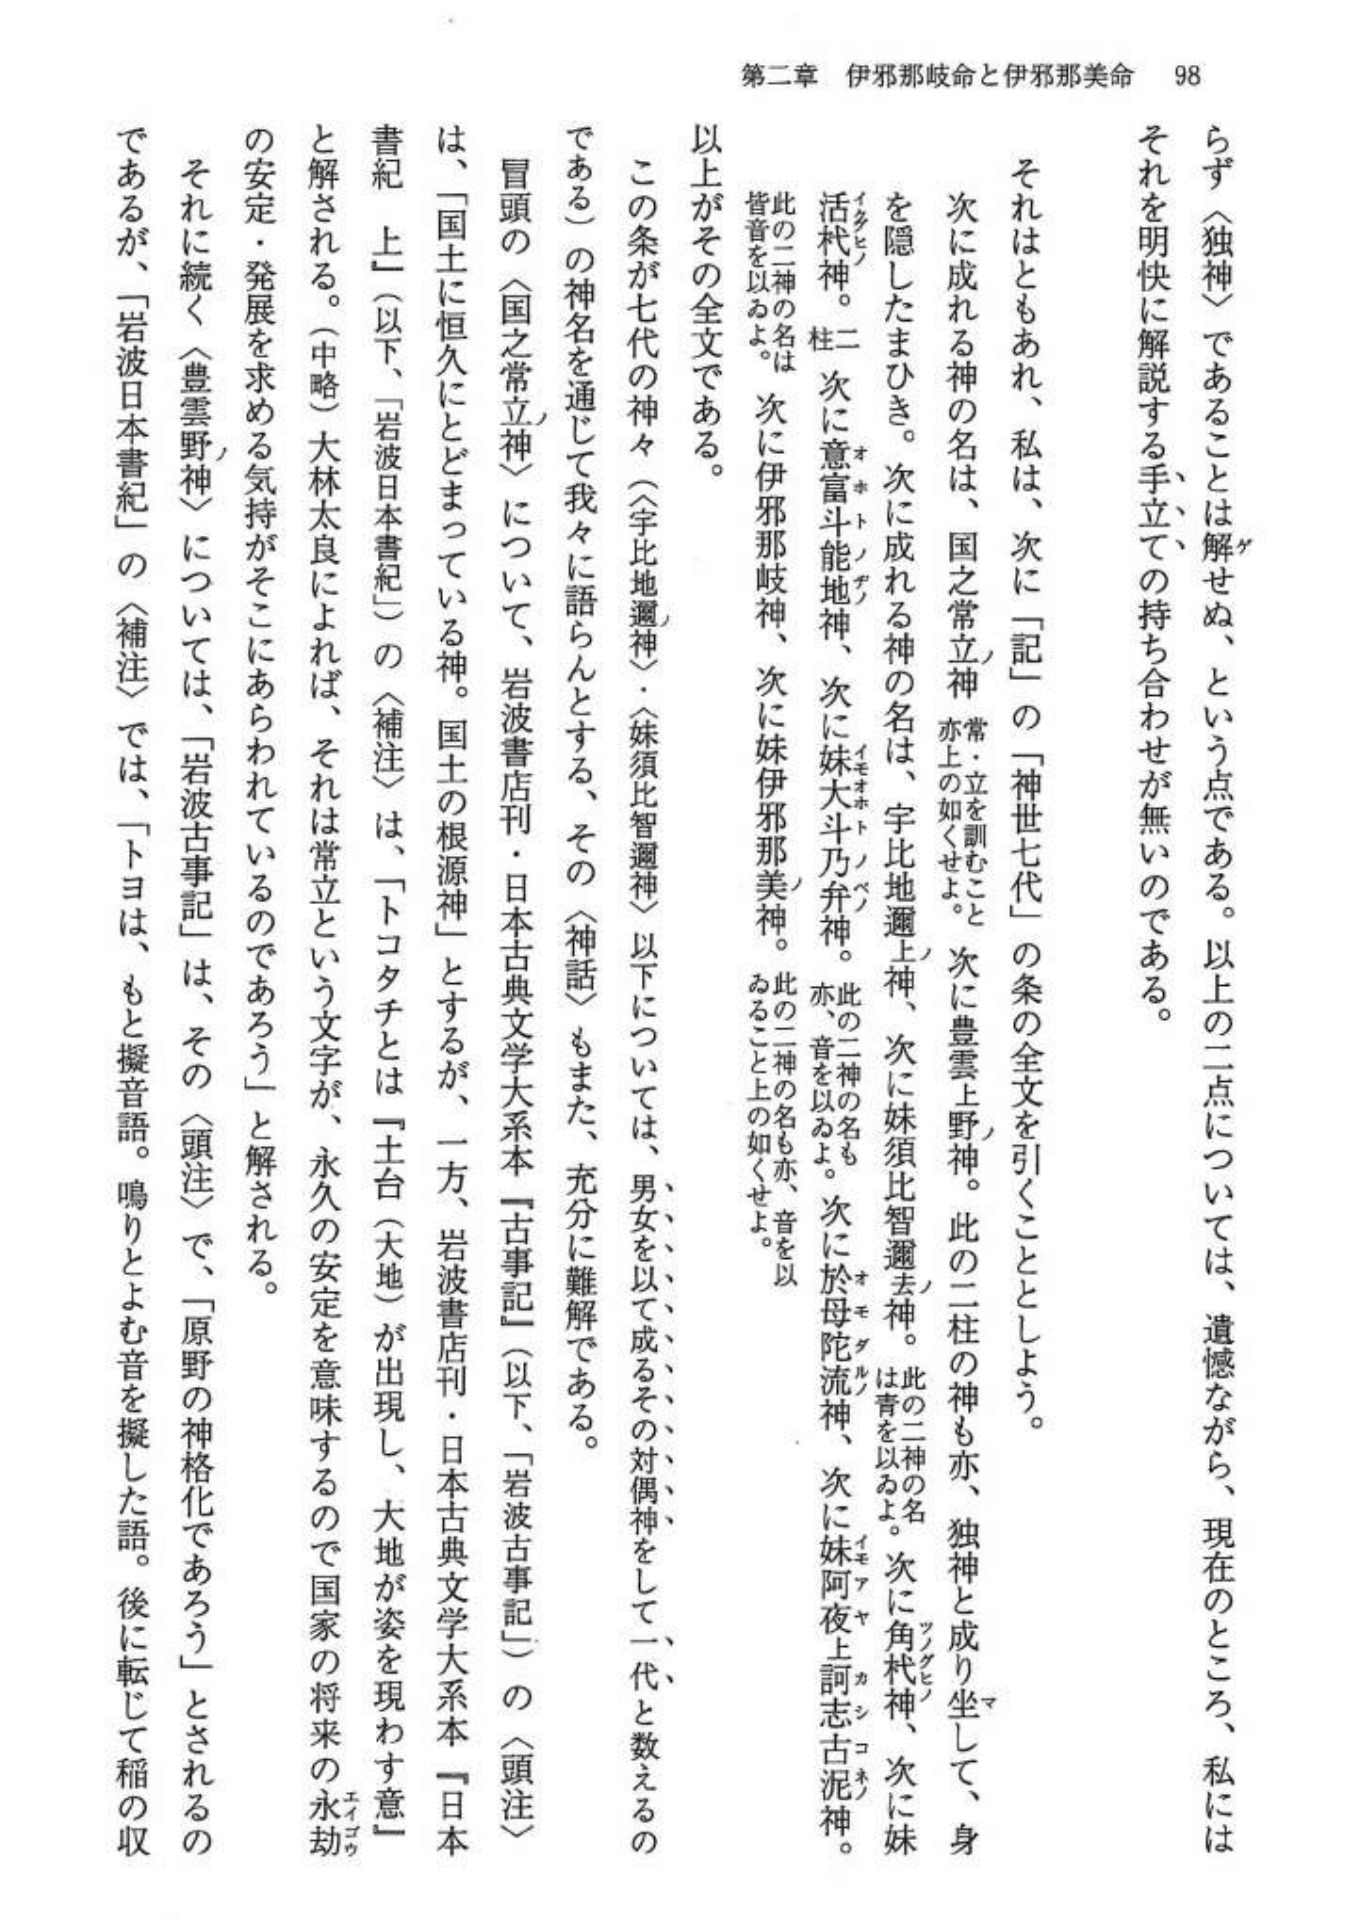 第二章　伊邪那岐命と伊邪那美命　98
らず〈独神〉であることは解せぬ、という点である。以上の二点については、遺憾ながら、現在のところ、私には
それを明快に解説する手立ての持ち合わせが無いのである。
それはともあれ、私は、次に「記」の「神世七代」の条の全文を引くこととしよう。
次に成れる神の名は、国之常立ノ神 常・立を訓むこと亦上の如くせよ。 次に豊雲上野ノ神。此の二柱の神も亦、独神と成り坐して、身
を隠したまひき。次に成れる神の名は、宇比地邇上ノ神、次に妹須比智邇去ノ神。此の二神の名は青を以ゐよ。次に角杙神、次に妹
活杙神。二柱 次に意富斗能地神、次に妹大斗乃弁神。此の二神の名も亦、音を以ゐよ。次に於母陀流神、次に妹阿夜上訶志古泥神。
此の二神の名は皆音を以ゐよ。 次に伊邪那岐神、次に妹伊邪那美ノ神。此の二神の名も亦、音を以ゐること上の如くせよ。
以上がその全文である。
この条が七代の神々（〈宇比地邇ノ神〉・〈妹須比智邇神〉以下については、男女を以て成るその対偶神をして一代と数えるの
である）の神名を通じて我々に語らんとする、その〈神話〉もまた、充分に難解である。
冒頭の〈国之常立ノ神〉について、岩波書店刊・日本古典文学大系本『古事記』（以下、「岩波古事記」）の〈頭注〉
は、「国土に恒久にとどまっている神。国土の根源神」とするが、一方、岩波書店刊・日本古典文学大系本『日本
書紀　上』（以下、「岩波日本書紀」）の〈補注〉は、「トコタチとは『土台（大地）が出現し、大地が姿を現わす意』
と解される。（中略）大林太良によれば、それは常立という文字が、永久の安定を意味するので国家の将来の永劫
の安定・発展を求める気持がそこにあらわれているのであろう」と解される。
それに続く〈豊雲野ノ神〉については、「岩波古事記」は、その〈頭注〉で、「原野の神格化であろう」とされるの
であるが、「岩波日本書紀」の〈補注〉では、「トヨは、もと擬音語。鳴りとよむ音を擬した語。後に転じて稲の収